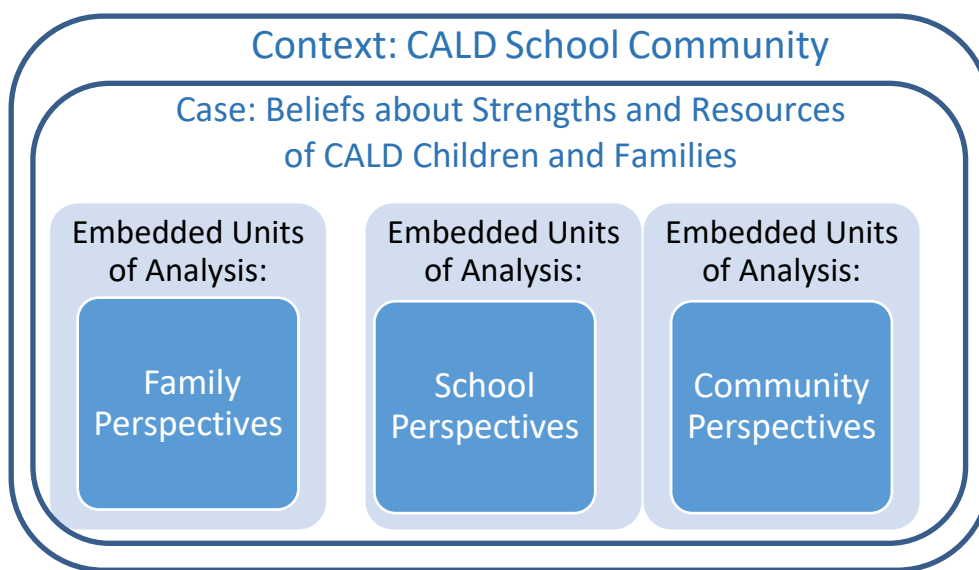 Context: CALD School Community
Case: Beliefs about Strengths and Resources
of CALD Children and Families
Embedded Units
of Analysis:
Family
Perspectives
Embedded Units
of Analysis:
School
Perspectives
Embedded Units
of Analysis:
Community
Perspectives